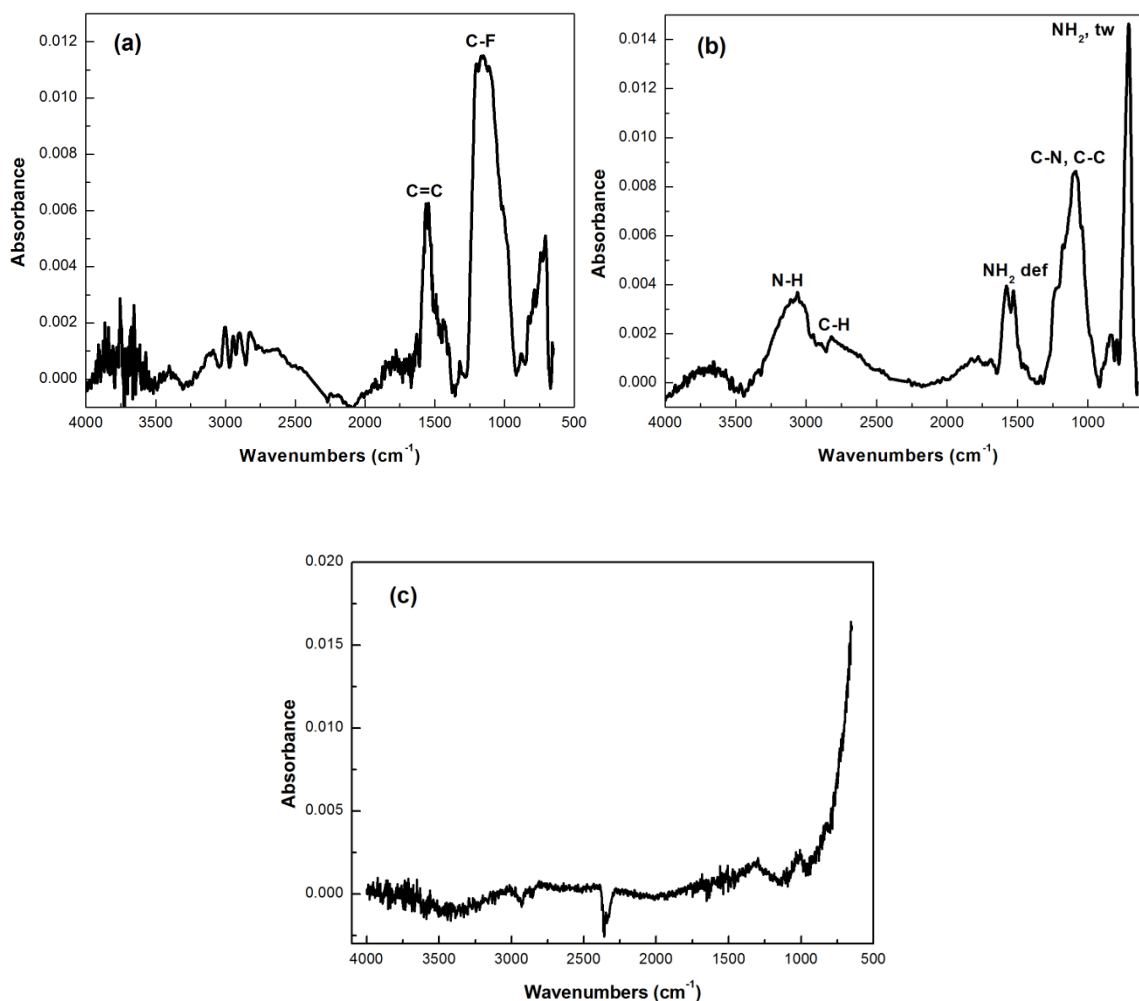 (a)
C-F
C=C
0.012
0.010
0.008
0.006
0.004
0.002
0.000
Absorbance
4000 3500 3000 2500 2000 1500 1000 500
Wavenumbers (cm⁻¹)
(b)
NH₂, tw
C-N, C-C
NH₂ def
N-H
C-H
0.014
0.012
0.010
0.008
0.006
0.004
0.002
0.000
Absorbance
4000 3500 3000 2500 2000 1500 1000
Wavenumbers (cm⁻¹)
(c)
0.020
0.015
0.010
0.005
0.000
Absorbance
4000 3500 3000 2500 2000 1500 1000 500
Wavenumbers (cm⁻¹)